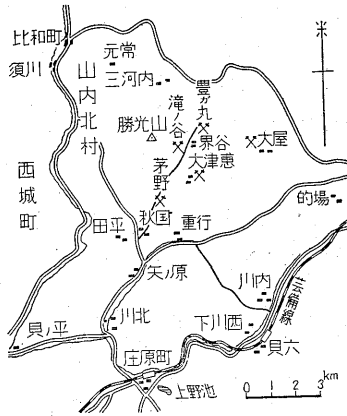 比和町
須川
山内北村
元常
三河内
豊ガ丸
滝ノ谷
勝光山
界谷
大屋
大津恵
茅野
西城町
的場
秋国
重行
田平
矢ノ原
川内
芸備線
川北
川西
下
貝ノ平
貝六
庄原町
上野池
0 1 2 3 km